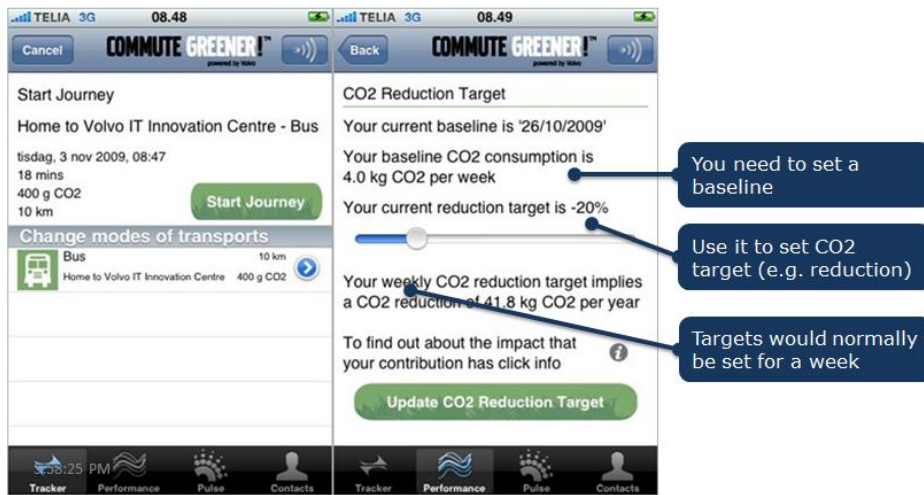 TELIA 3G 08.48
Cancel COMMUTE GREENER!™
powered by Volvo
Start Journey
Home to Volvo IT Innovation Centre - Bus
tisdag, 3 nov 2009, 08:47
18 mins
400 g CO2
10 km
Start Journey
Change modes of transports
Bus 10 km
Home to Volvo IT Innovation Centre 400 g CO2
Tracker Performance Pulse Contacts
TELIA 3G 08.49
Back COMMUTE GREENER!™
powered by Volvo
CO2 Reduction Target
Your current baseline is '26/10/2009'
Your baseline CO2 consumption is
4.0 kg CO2 per week
Your current reduction target is -20%
Your weekly CO2 reduction target implies
a CO2 reduction of 41.8 kg CO2 per year
To find out about the impact that
your contribution has click info
Update CO2 Reduction Target
Tracker Performance Pulse Contacts
You need to set a
baseline
Use it to set CO2
target (e.g. reduction)
Targets would normally
be set for a week